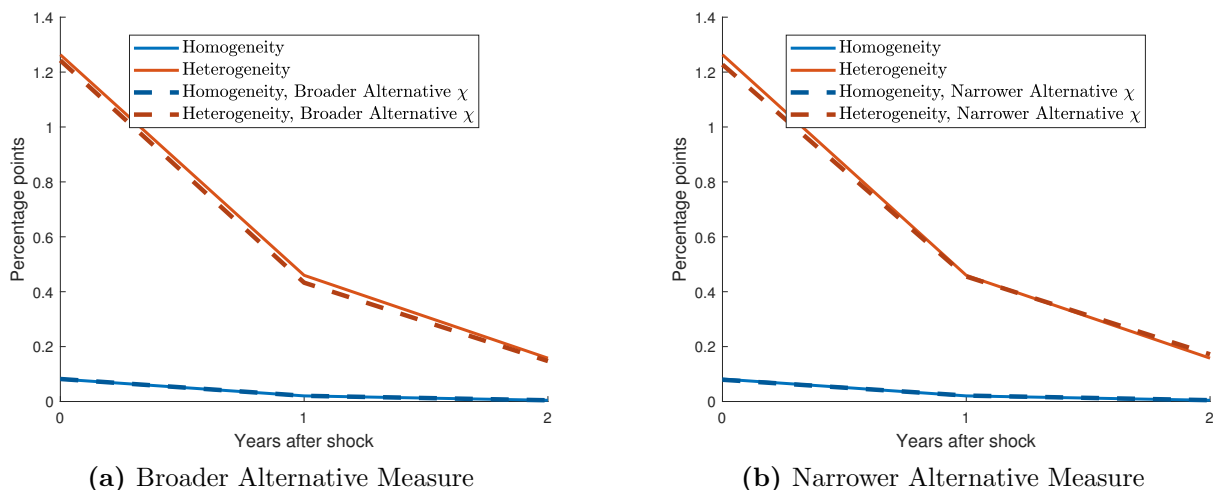 1.4
1.2
1
0.8
0.6
0.4
0.2
0
Percentage points
Homogeneity
Heterogeneity
Homogeneity, Broader Alternative χ
Heterogeneity, Broader Alternative χ
0 1 2
Years after shock
(a) Broader Alternative Measure
1.4
1.2
1
0.8
0.6
0.4
0.2
0
Percentage points
Homogeneity
Heterogeneity
Homogeneity, Narrower Alternative χ
Heterogeneity, Narrower Alternative χ
0 1 2
Years after shock
(b) Narrower Alternative Measure